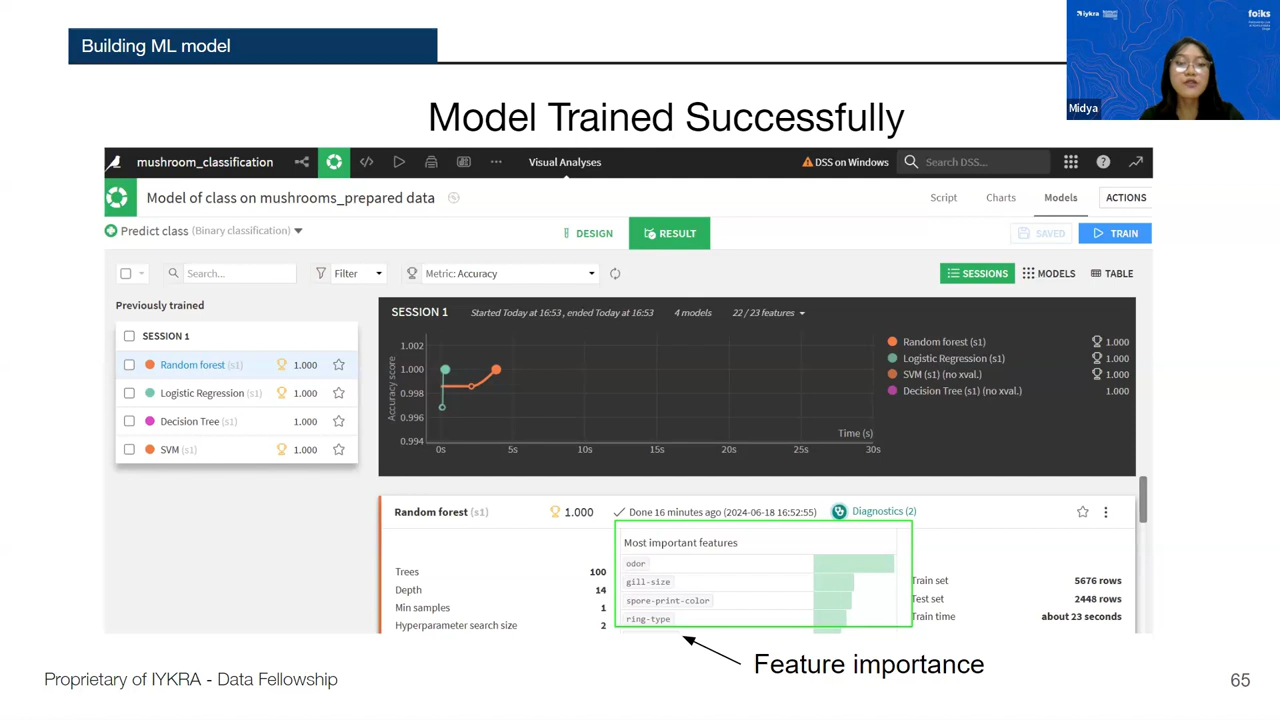 Building ML model
iykra
foiks
Midya
Model Trained Successfully
mushroom_classification
Visual Analyses
DSS on Windows
Search DSS...
Model of class on mushrooms_prepared data
Script
Charts
Models
ACTIONS
Predict class (Binary classification)
DESIGN
RESULT
SAVED
TRAIN
Search...
Filter
Metric: Accuracy
SESSIONS
MODELS
TABLE
Previously trained
SESSION 1
Random forest (s1) 1.000
Logistic Regression (s1) 1.000
Decision Tree (s1) 1.000
SVM (s1) 1.000
SESSION 1
Started Today at 16:53 , ended Today at 16:53
4 models
22 / 23 features
Accuracy score
1.002
1.000
0.998
0.996
0.994
0s
5s
10s
15s
20s
25s
30s
Time (s)
Random forest (s1) 1.000
Logistic Regression (s1) 1.000
SVM (s1) (no xval.) 1.000
Decision Tree (s1) (no xval.) 1.000
Random forest (s1) 1.000
Done 16 minutes ago (2024-06-18 16:52:55)
Diagnostics (2)
Trees 100
Depth 14
Min samples 1
Hyperparameter search size 2
Most important features
odor
gill-size
spore-print-color
ring-type
Train set 5676 rows
Test set 2448 rows
Train time about 23 seconds
Feature importance
Proprietary of IYKRA - Data Fellowship
65